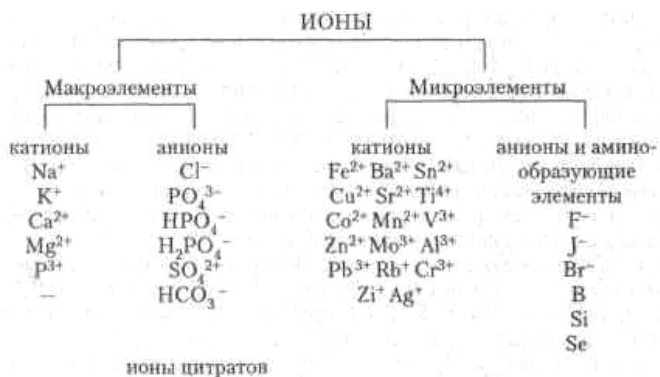 ИОНЫ
Макроэлементы Микроэлементы
катионы анионы катионы анионы и амино-
Na⁺ Cl⁻ Fe²⁺ Ba²⁺ Sn²⁺ образующие
K⁺ PO₄³⁻ Cu²⁺ Sr²⁺ Ti⁴⁺ элементы
Ca²⁺ HPO₄⁻ Co²⁺ Mn²⁺ V³⁺ F⁻
Mg²⁺ H₂PO₄⁻ Zn²⁺ Mo³⁺ Al³⁺ J⁻
P³⁺ SO₄²⁺ Pb³⁺ Rb⁺ Cr³⁺ Br⁻
— HCO₃⁻ Zi⁺ Ag⁺ B
Si
Se
ионы цитратов